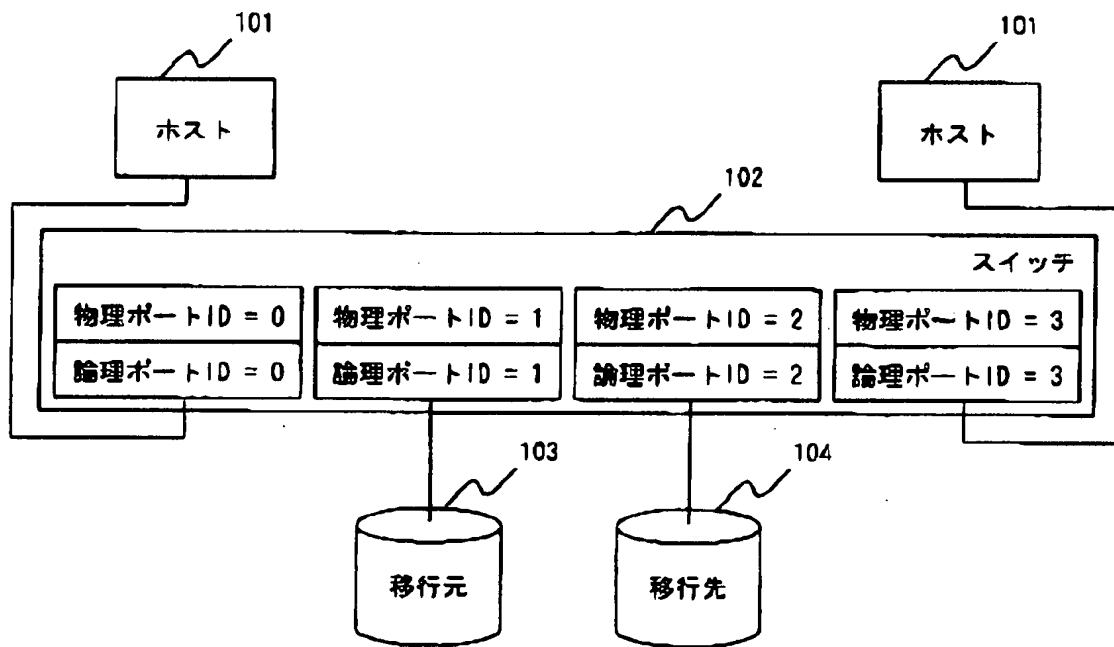 101
101
ホスト
ホスト
102
スイッチ
物理ポートID = 0
物理ポートID = 1
物理ポートID = 2
物理ポートID = 3
論理ポートID = 0
論理ポートID = 1
論理ポートID = 2
論理ポートID = 3
103
104
移行元
移行先